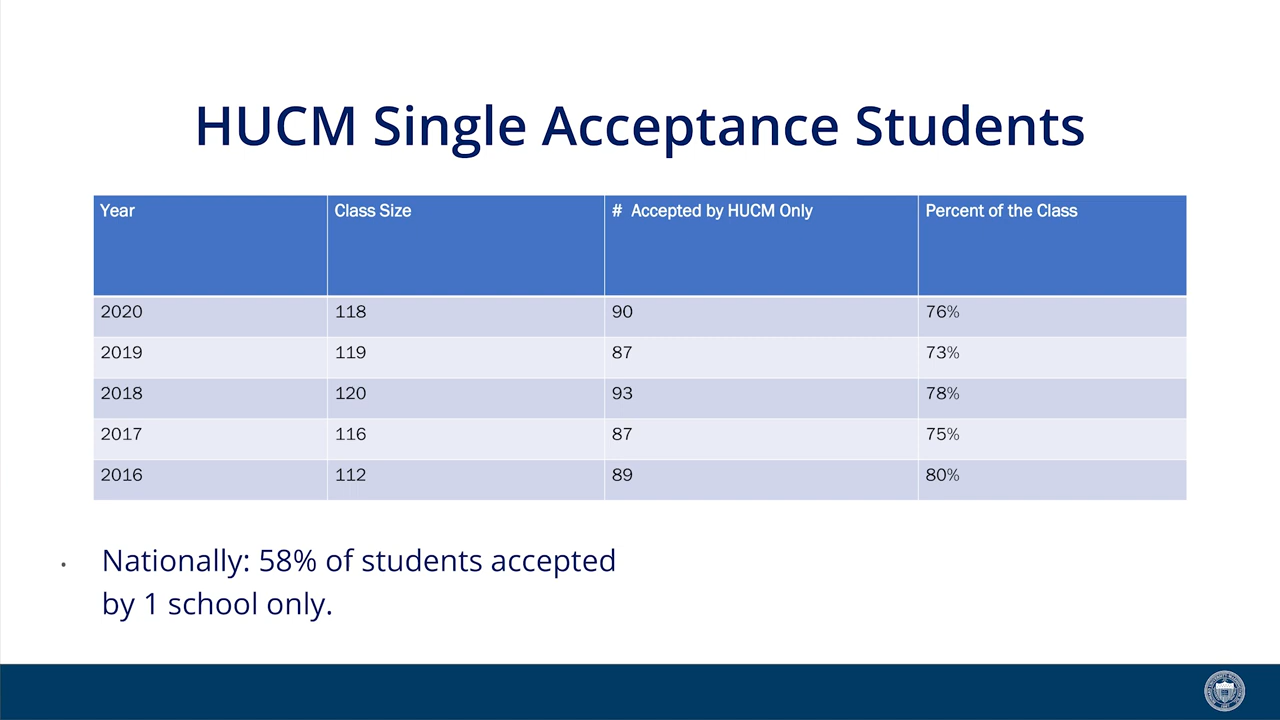 HUCM Single Acceptance Students
Year Class Size # Accepted by HUCM Only Percent of the Class
2020 118 90 76%
2019 119 87 73%
2018 120 93 78%
2017 116 87 75%
2016 112 89 80%
• Nationally: 58% of students accepted
by 1 school only.